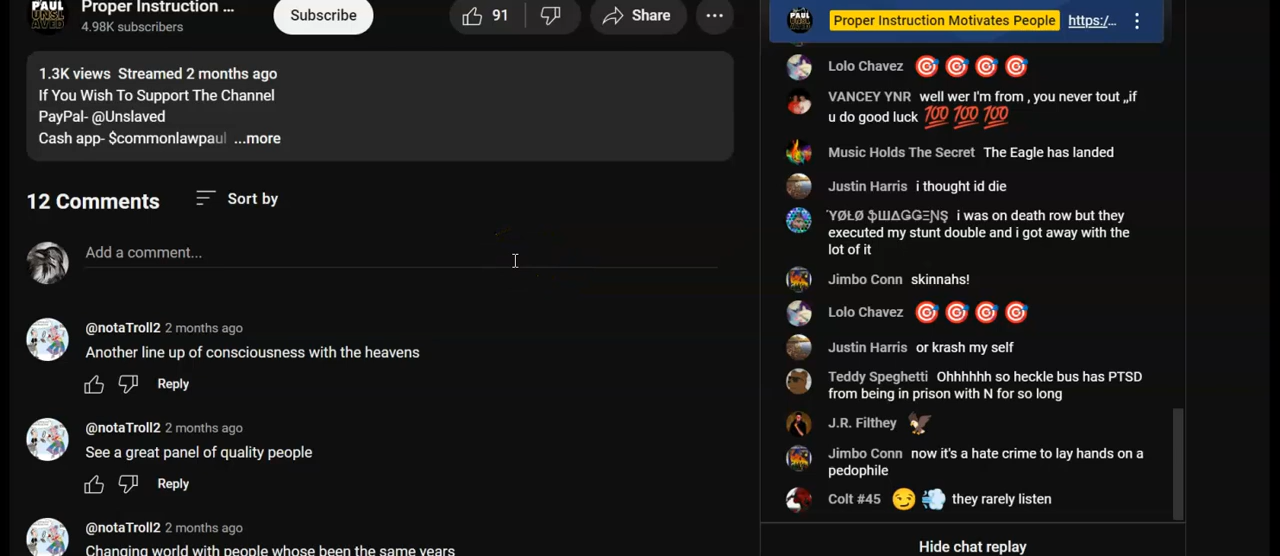 Proper Instruction ...
4.98K subscribers
Subscribe
91
Share
1.3K views Streamed 2 months ago
If You Wish To Support The Channel
PayPal- @Unslaved
Cash app- $commonlawpaul ...more
12 Comments
Sort by
Add a comment...
@notaTroll2 2 months ago
Another line up of consciousness with the heavens
Reply
@notaTroll2 2 months ago
See a great panel of quality people
Reply
@notaTroll2 2 months ago
Changing world with people whose been the same years
PAUL
UNSL
AVED
Proper Instruction Motivates People https:/...
Lolo Chavez 🎯 🎯 🎯 🎯
VANCEY YNR well wer I'm from , you never tout ,,if
u do good luck 💯 💯 💯
Music Holds The Secret The Eagle has landed
Justin Harris i thought id die
i was on death row but they
executed my stunt double and i got away with the
lot of it
Jimbo Conn skinnahs!
Lolo Chavez 🎯 🎯 🎯 🎯
Justin Harris or krash my self
Teddy Speghetti Ohhhhhh so heckle bus has PTSD
from being in prison with N for so long
J.R. Filthey 🦅
Jimbo Conn now it's a hate crime to lay hands on a
pedophile
Colt #45 😏 💨 they rarely listen
Hide chat replay